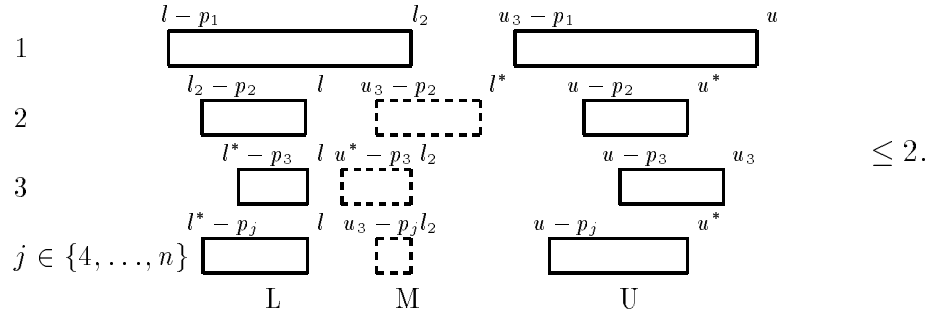 l − p₁ l₂ u₃ − p₁ u
1
l₂ − p₂ l u₃ − p₂ l* u − p₂ u*
2
l* − p₃ l u* − p₃ l₂ u − p₃ u₃ ≤ 2.
3
l* − pⱼ l u₃ − pⱼ l₂ u − pⱼ u*
j ∈ {4, …, n}
L M U